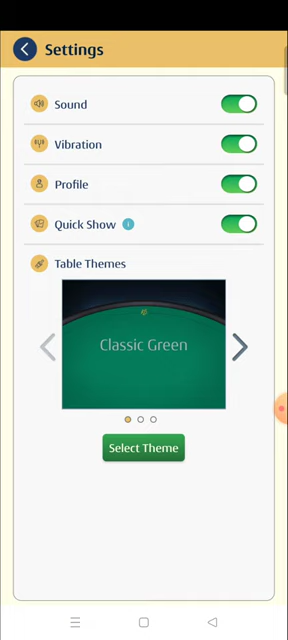 Settings
Sound
Vibration
Profile
Quick Show i
Table Themes
Classic Green
Select Theme